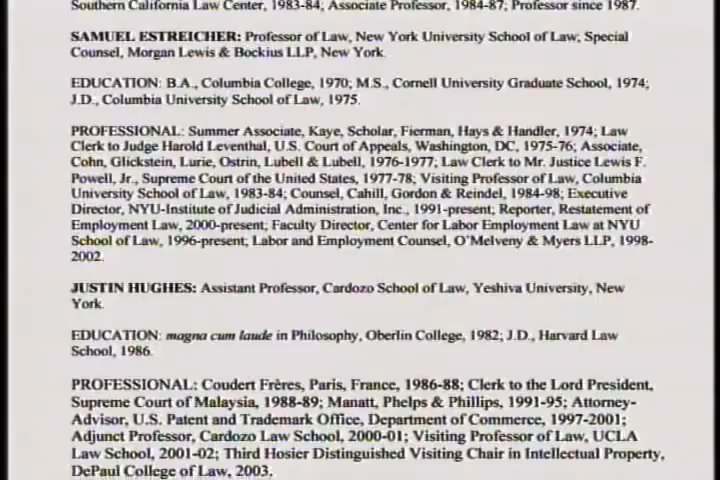 Southern California Law Center, 1983-84; Associate Professor, 1984-87; Professor since 1987.
SAMUEL ESTREICHER: Professor of Law, New York University School of Law; Special
Counsel, Morgan Lewis & Bockius LLP, New York.
EDUCATION: B.A., Columbia College, 1970; M.S., Cornell University Graduate School, 1974;
J.D., Columbia University School of Law, 1975.
PROFESSIONAL: Summer Associate, Kaye, Scholar, Fierman, Hays & Handler, 1974; Law
Clerk to Judge Harold Leventhal, U.S. Court of Appeals, Washington, DC, 1975-76; Associate,
Cohn, Glickstein, Lurie, Ostrin, Lubell & Lubell, 1976-1977; Law Clerk to Mr. Justice Lewis F.
Powell, Jr., Supreme Court of the United States, 1977-78; Visiting Professor of Law, Columbia
University School of Law, 1983-84; Counsel, Cahill, Gordon & Reindel, 1984-98; Executive
Director, NYU-Institute of Judicial Administration, Inc., 1991-present; Reporter, Restatement of
Employment Law, 2000-present; Faculty Director, Center for Labor Employment Law at NYU
School of Law, 1996-present; Labor and Employment Counsel, O'Melveny & Myers LLP, 1998-
2002.
JUSTIN HUGHES: Assistant Professor, Cardozo School of Law, Yeshiva University, New
York.
EDUCATION: magna cum laude in Philosophy, Oberlin College, 1982; J.D., Harvard Law
School, 1986.
PROFESSIONAL: Coudert Frères, Paris, France, 1986-88; Clerk to the Lord President,
Supreme Court of Malaysia, 1988-89; Manatt, Phelps & Phillips, 1991-95; Attorney-
Advisor, U.S. Patent and Trademark Office, Department of Commerce, 1997-2001;
Adjunct Professor, Cardozo Law School, 2000-01; Visiting Professor of Law, UCLA
Law School, 2001-02; Third Hosier Distinguished Visiting Chair in Intellectual Property,
DePaul College of Law, 2003.